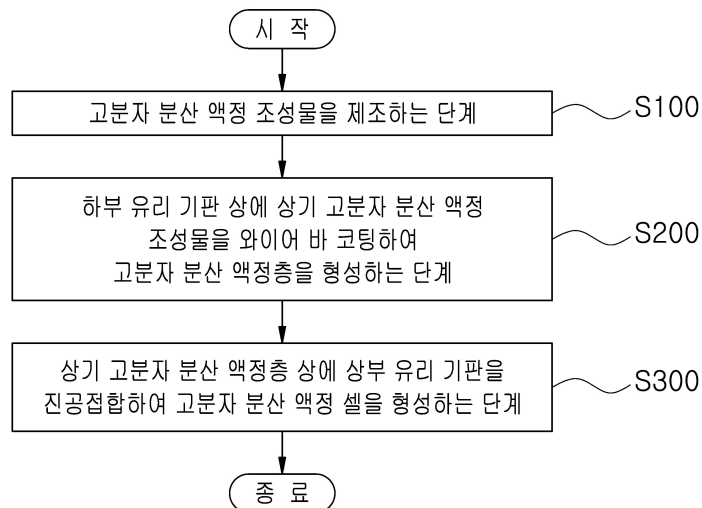 시 작
고분자 분산 액정 조성물을 제조하는 단계
S100
하부 유리 기판 상에 상기 고분자 분산 액정
조성물을 와이어 바 코팅하여
고분자 분산 액정층을 형성하는 단계
S200
상기 고분자 분산 액정층 상에 상부 유리 기판을
진공접합하여 고분자 분산 액정 셀을 형성하는 단계
S300
종 료